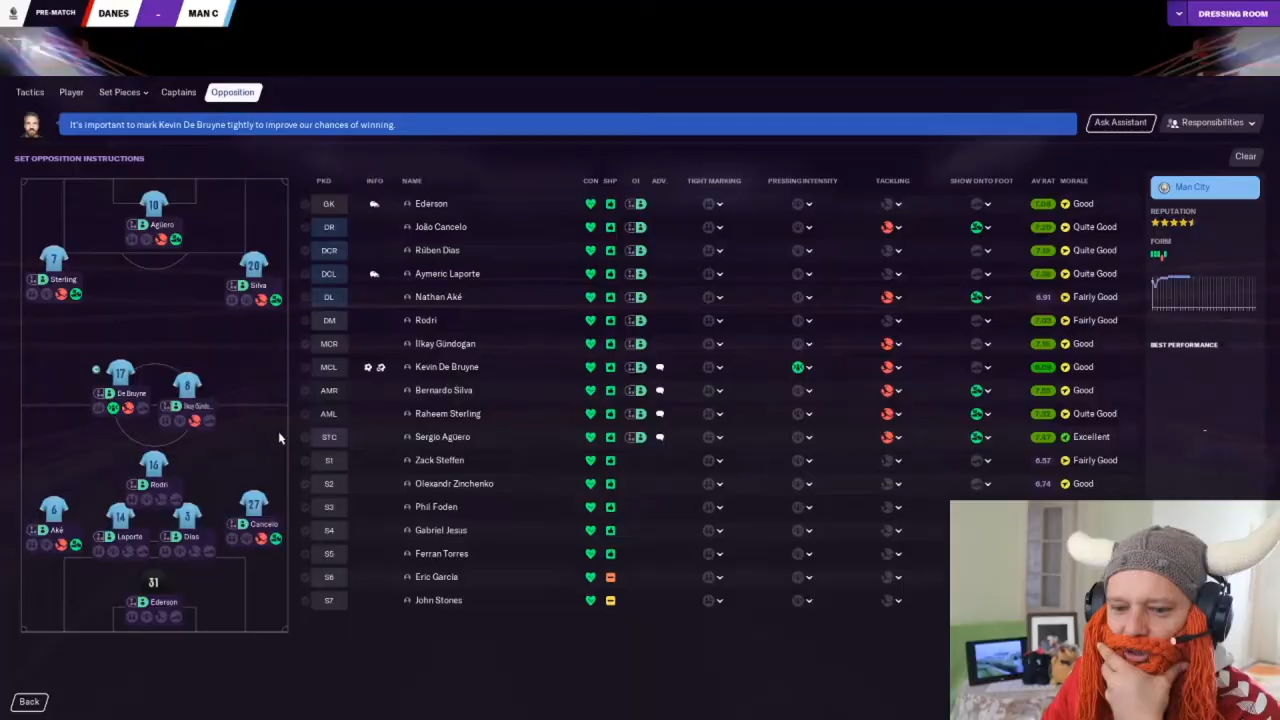 PRE-MATCH DANES - MAN C DRESSING ROOM
Tactics Player Set Pieces Captains Opposition
It's important to mark Kevin De Bruyne tightly to improve our chances of winning. Ask Assistant Responsibilities
SET OPPOSITION INSTRUCTIONS Clear
10
Agüero
7
Sterling
20
Silva
17
De Bruyne
8
Ilkay Gündo...
16
Rodri
6
Aké
14
Laporte
3
Dias
27
Cancelo
31
Ederson
PKD INFO NAME CON SHP OI ADV. TIGHT MARKING PRESSING INTENSITY TACKLING SHOW ONTO FOOT AV RAT MORALE
GK Ederson Good
DR João Cancelo Quite Good
DCR Rúben Dias Quite Good
DCL Aymeric Laporte Quite Good
DL Nathan Aké 6.91 Fairly Good
DM Rodri Fairly Good
MCR İlkay Gündogan Good
MCL Kevin De Bruyne Good
AMR Bernardo Silva Good
AML Raheem Sterling Quite Good
STC Sergio Agüero Excellent
S1 Zack Steffen 6.57 Fairly Good
S2 Olexandr Zinchenko 6.74 Good
S3 Phil Foden
S4 Gabriel Jesus
S5 Ferran Torres
S6 Eric García
S7 John Stones
Man City
REPUTATION
FORM
BEST PERFORMANCE
-
Back